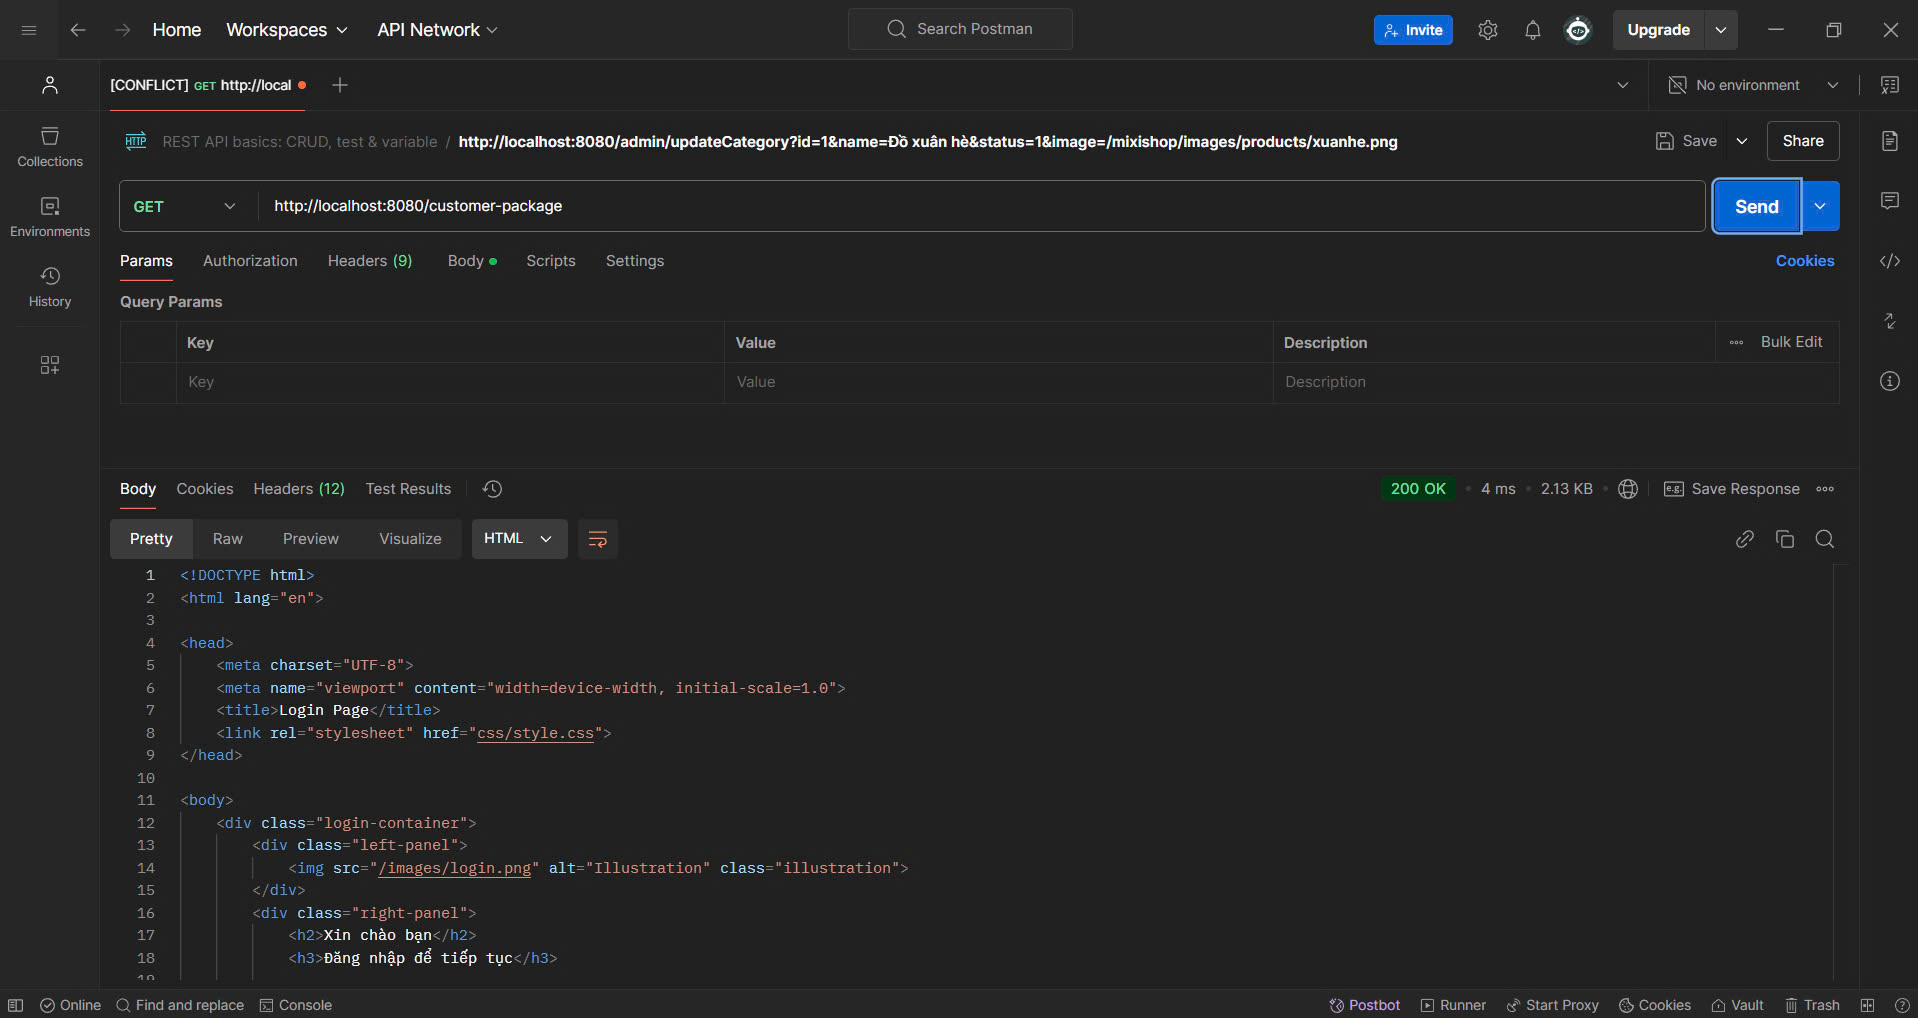 Home Workspaces API Network Search Postman Invite Upgrade
[CONFLICT] GET http://local No environment
HTTP REST API basics: CRUD, test & variable / http://localhost:8080/admin/updateCategory?id=1&name=Đồ xuân hè&status=1&image=/mixishop/images/products/xuanhe.png Save Share
Collections
Environments
History
GET http://localhost:8080/customer-package Send
Params Authorization Headers (9) Body Scripts Settings Cookies
Query Params
Key Value Description Bulk Edit
Key Value Description
Body Cookies Headers (12) Test Results 200 OK 4 ms 2.13 KB e.g. Save Response
Pretty Raw Preview Visualize HTML
1 <!DOCTYPE html>
2 <html lang="en">
3
4 <head>
5 <meta charset="UTF-8">
6 <meta name="viewport" content="width=device-width, initial-scale=1.0">
7 <title>Login Page</title>
8 <link rel="stylesheet" href="css/style.css">
9 </head>
10
11 <body>
12 <div class="login-container">
13 <div class="left-panel">
14 <img src="/images/login.png" alt="Illustration" class="illustration">
15 </div>
16 <div class="right-panel">
17 <h2>Xin chào bạn</h2>
18 <h3>Đăng nhập để tiếp tục</h3>
19
Online Find and replace Console Postbot Runner Start Proxy Cookies Vault Trash